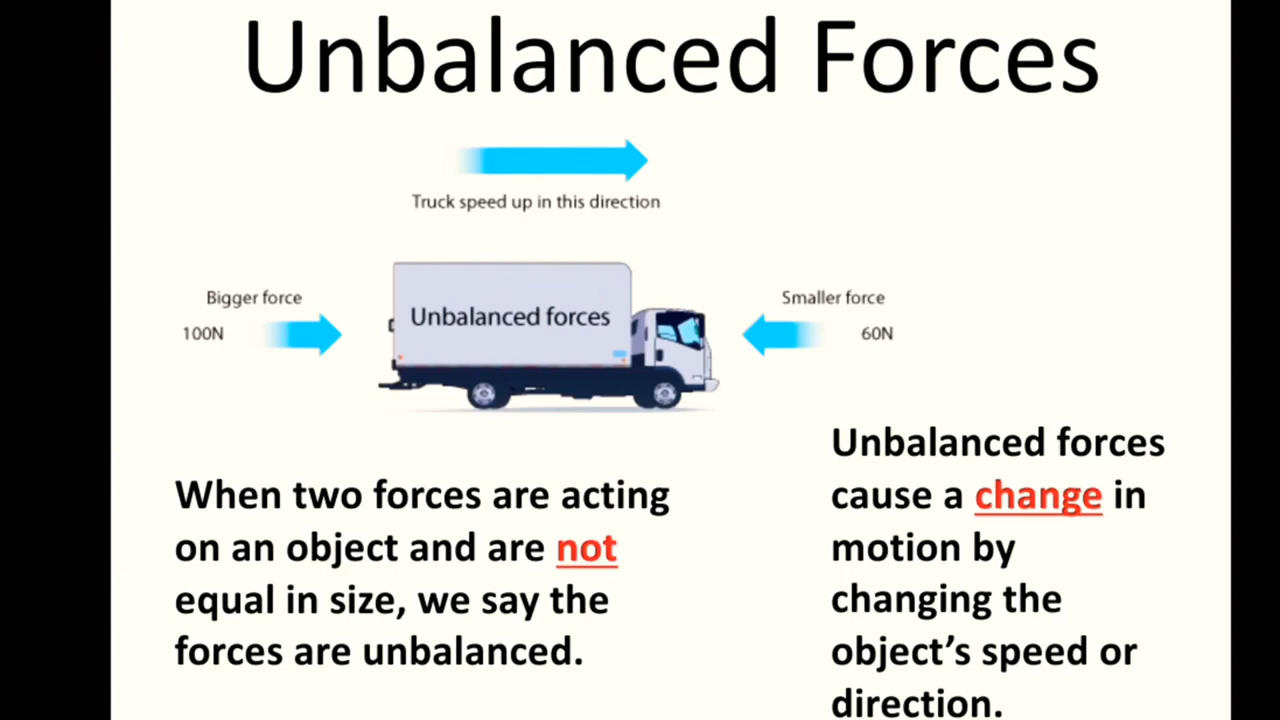 Unbalanced Forces
Truck speed up in this direction
Bigger force
100N
Unbalanced forces
Smaller force
60N
When two forces are acting
on an object and are not
equal in size, we say the
forces are unbalanced.
Unbalanced forces
cause a change in
motion by
changing the
object’s speed or
direction.